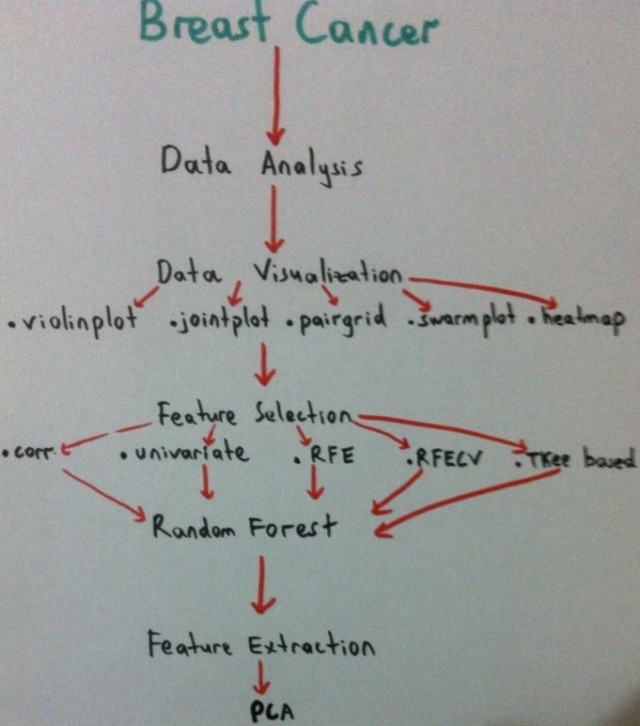 Breast Cancer
Data Analysis
Data Visualization
.violinplot .jointplot .pairgrid .swarmplot .heatmap
Feature Selection
.corr. .univariate .RFE .RFECV .Tree based
Random Forest
Feature Extraction
PCA